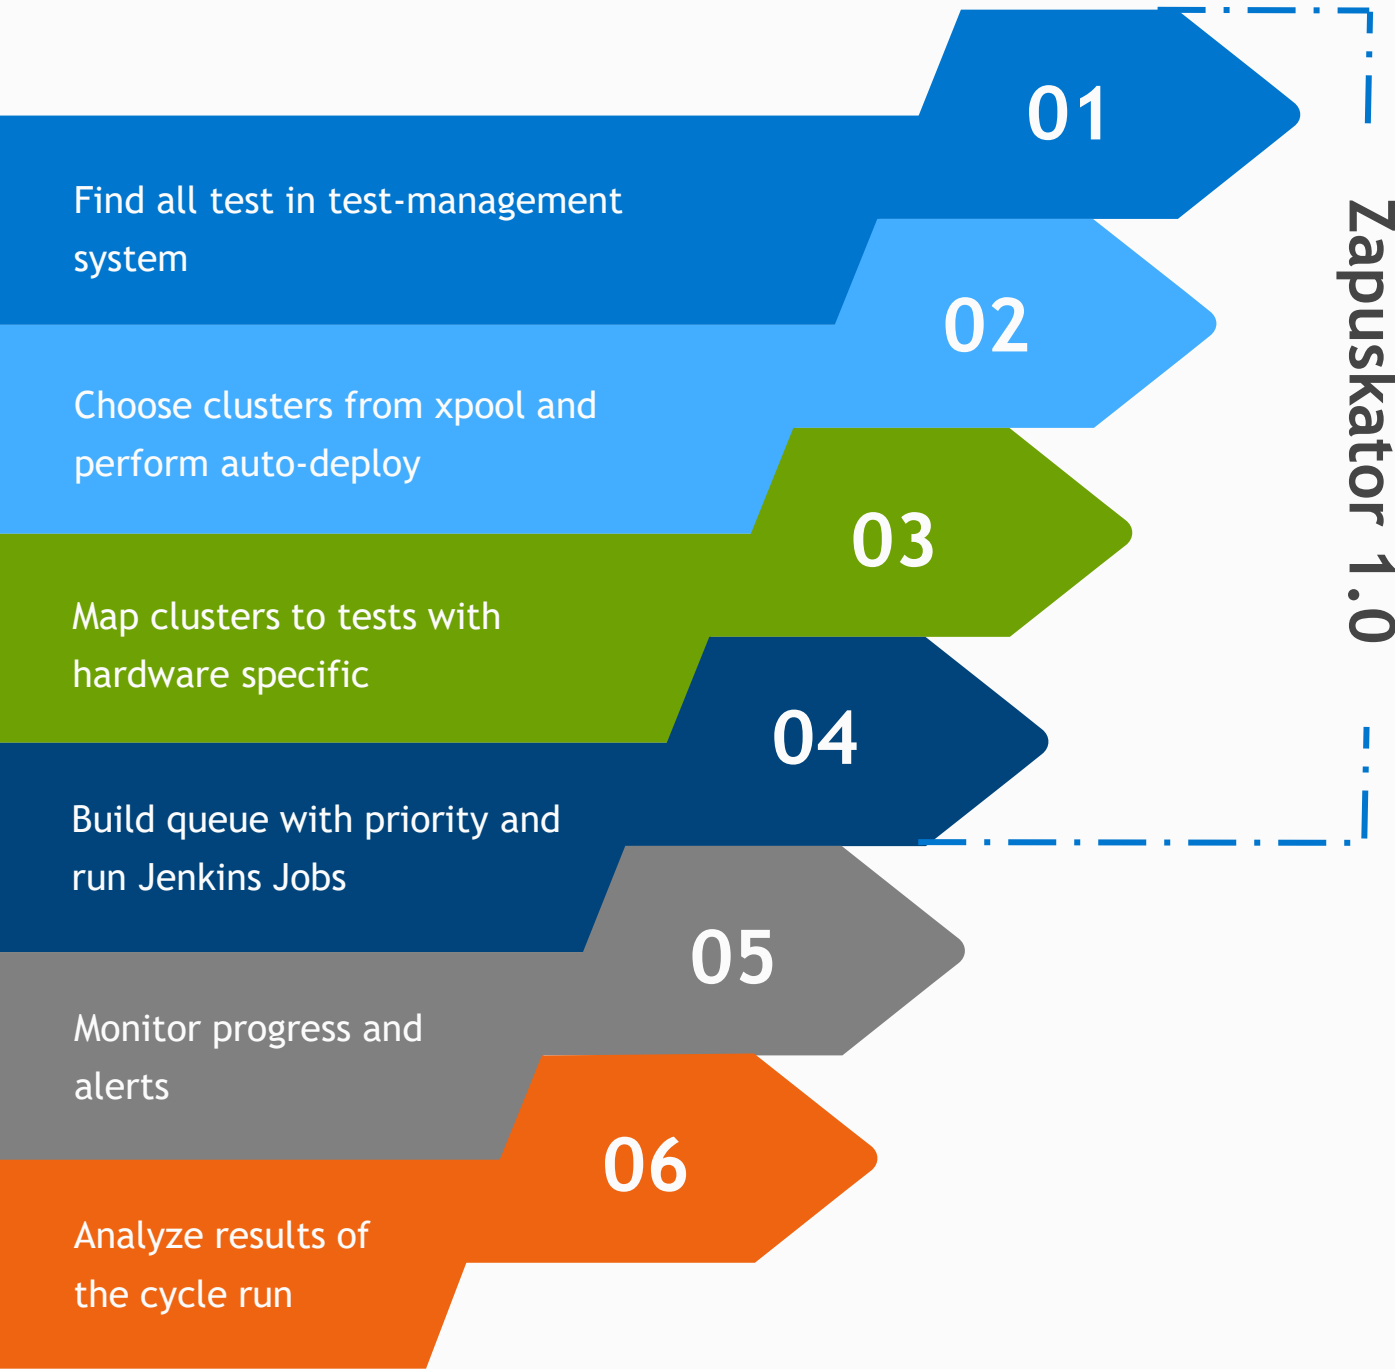 01
Find all test in test-management
system
02
Choose clusters from xpool and
perform auto-deploy
03
Map clusters to tests with
hardware specific
04
Build queue with priority and
run Jenkins Jobs
05
Monitor progress and
alerts
06
Analyze results of
the cycle run
Zapuskator 1.0